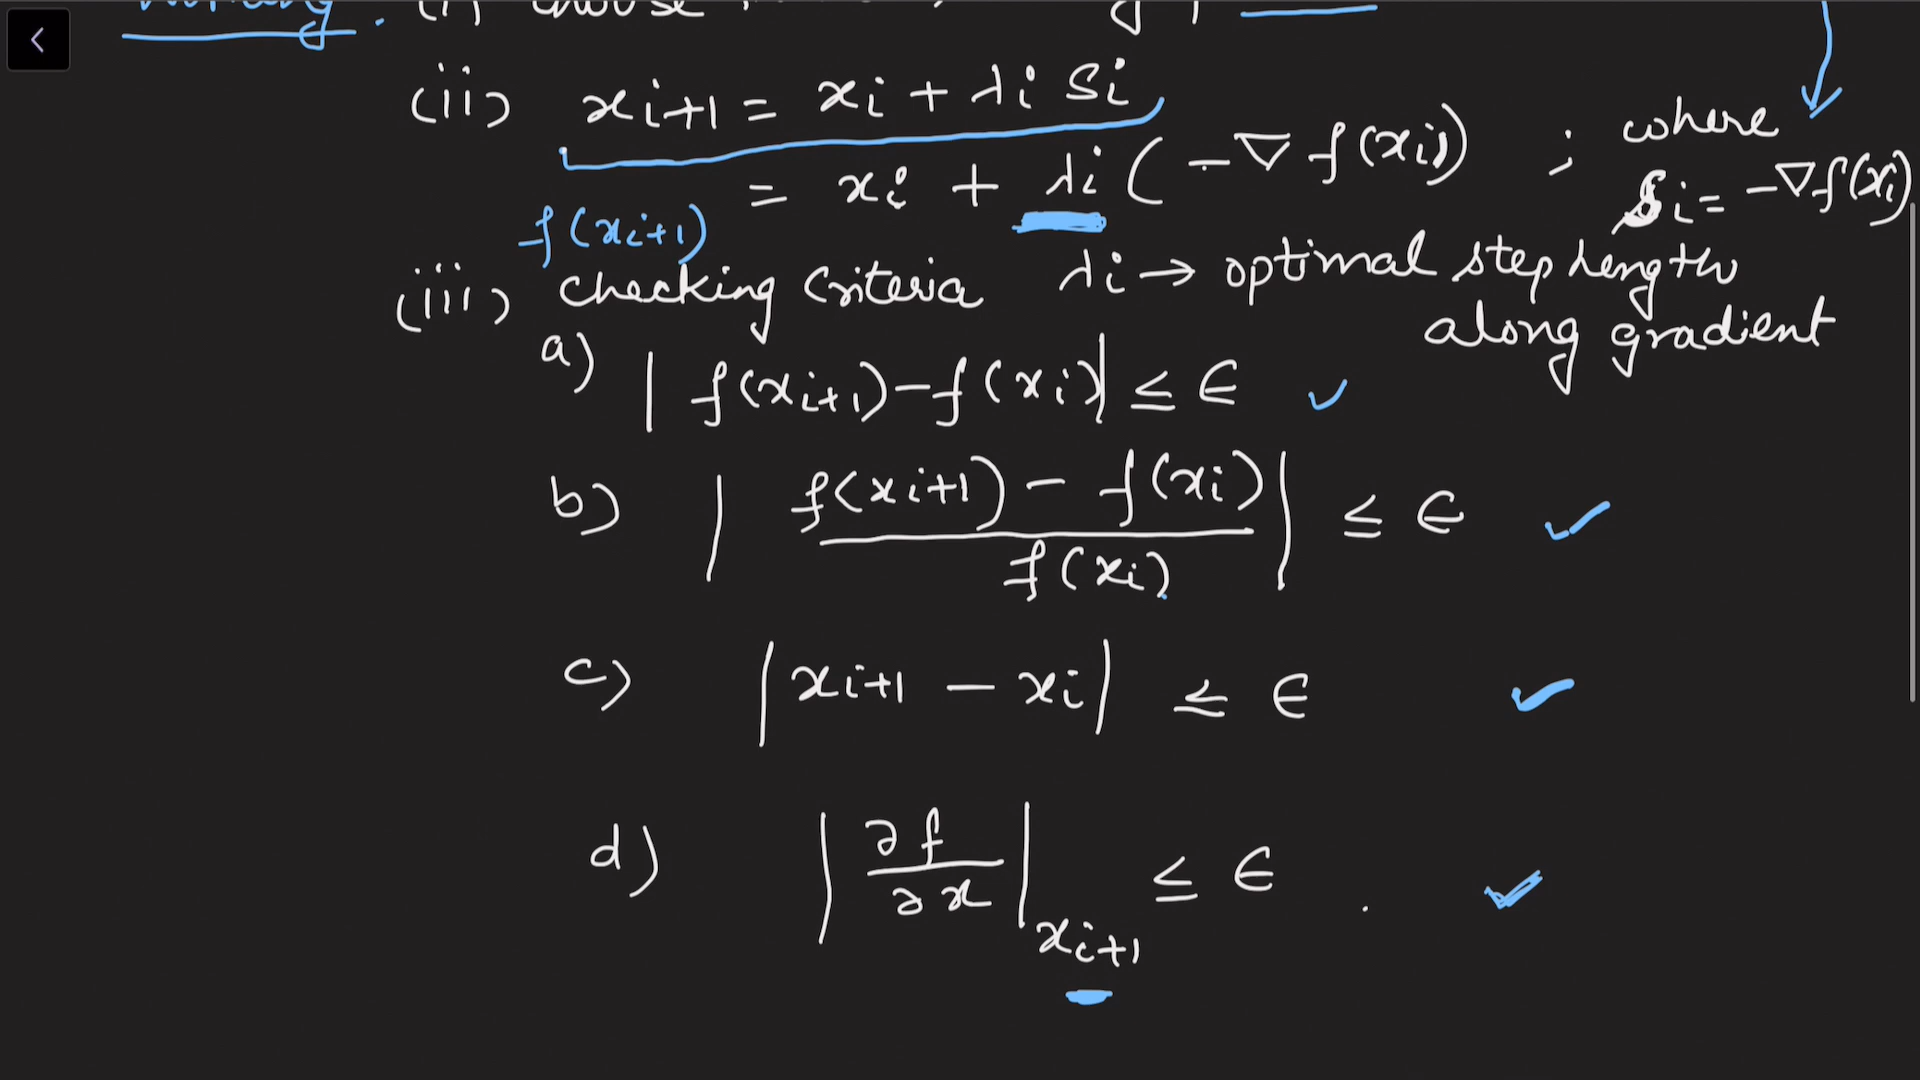 (i) choose
(ii) xi+1 = xi + λi Si
= xi + λi (-∇f(xi)) ; where
Si = -∇f(xi)
f(xi+1)
(iii) checking criteria λi → optimal step length
along gradient
a) | f(xi+1)-f(xi)| ≤ ∈ ✓
b) | f(xi+1) - f(xi) / f(xi) | ≤ ∈ ✓
c) |xi+1 - xi| ≤ ∈ ✓
d) | ∂f / ∂x | xi+1 ≤ ∈ . ✓